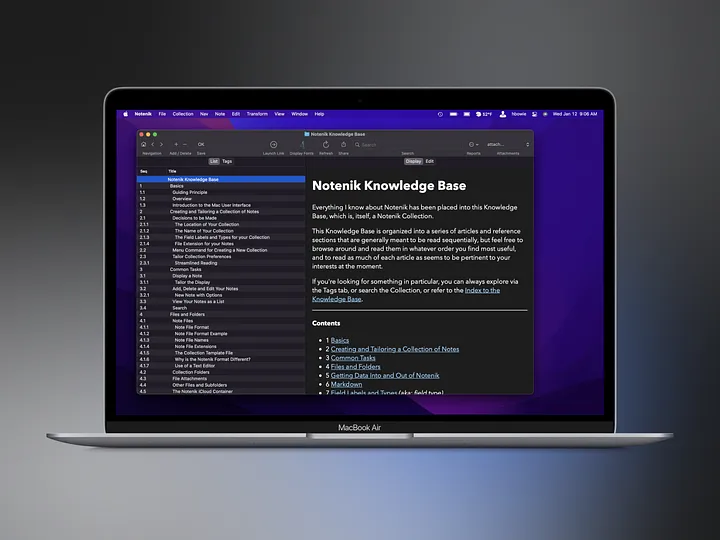 Notenik File Collection Nav Note Edit Transform View Window Help 52°F hbowie Wed Jan 12 9:06 AM
Notenik Knowledge Base
OK Search attach...
Navigation Add | Delete Save Launch Link Display Fonts Refresh Share Search Reports Attachments
List Tags Display Edit
Seq Title
Notenik Knowledge Base
1 Basics
1.1 Guiding Principle
1.2 Overview
1.3 Introduction to the Mac User Interface
2 Creating and Tailoring a Collection of Notes
2.1 Decisions to be Made
2.1.1 The Location of Your Collection
2.1.2 The Name of Your Collection
2.1.3 The Field Labels and Types for your Collection
2.1.4 File Extension for your Notes
2.2 Menu Command for Creating a New Collection
2.3 Tailor Collection Preferences
2.3.1 Streamlined Reading
3 Common Tasks
3.1 Display a Note
3.1.1 Tailor the Display
3.2 Add, Delete and Edit Your Notes
3.2.1 New Note with Options
3.3 View Your Notes as a List
3.4 Search
4 Files and Folders
4.1 Note Files
4.1.1 Note File Format
4.1.2 Note File Format Example
4.1.3 Note File Names
4.1.4 Note File Extensions
4.1.5 The Collection Template File
4.1.6 Why is the Notenik Format Different?
4.1.7 Use of a Text Editor
4.2 Collection Folders
4.3 File Attachments
4.4 Other Files and Subfolders
4.5 The Notenik iCloud Container
Notenik Knowledge Base
Everything I know about Notenik has been placed into this Knowledge
Base, which is, itself, a Notenik Collection.
This Knowledge Base is organized into a series of articles and reference
sections that are generally meant to be read sequentially, but feel free to
browse around and read them in whatever order you find most useful,
and to read as much of each article as seems to be pertinent to your
interests at the moment.
If you're looking for something in particular, you can always explore via
the Tags tab, or search the Collection, or refer to the Index to the
Knowledge Base.
Contents
• 1 Basics
• 2 Creating and Tailoring a Collection of Notes
• 3 Common Tasks
• 4 Files and Folders
• 5 Getting Data Into and Out of Notenik
• 6 Markdown
• 7 Field Labels and Types (aka: field type)
MacBook Air